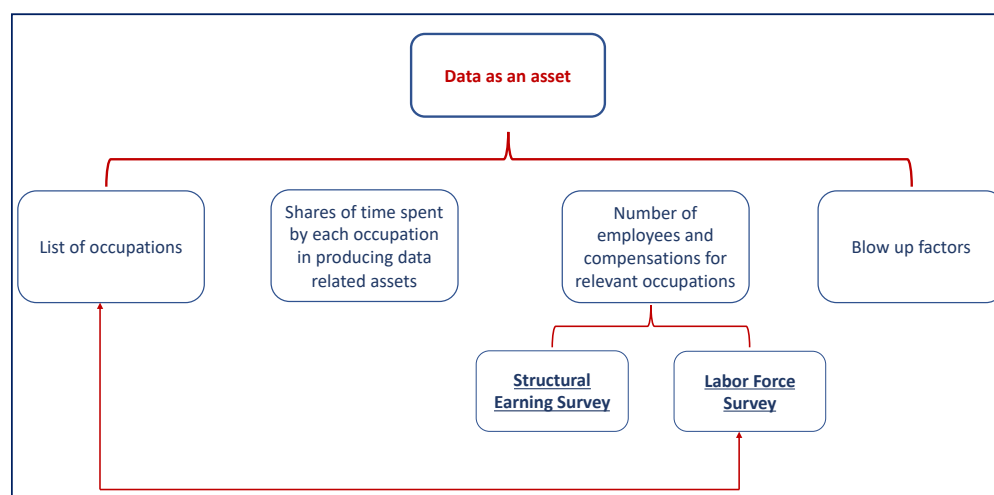 Data as an asset
List of occupations
Shares of time spent
by each occupation
in producing data
related assets
Number of
employees and
compensations for
relevant occupations
Blow up factors
Structural
Earning Survey
Labor Force
Survey